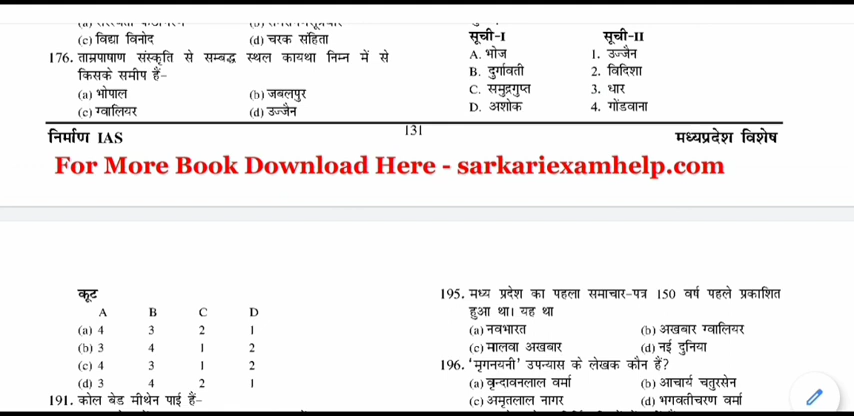 (c) विद्या विनोद
(d) चरक संहिता
176. ताम्रपाषाण संस्कृति से सम्बद्ध स्थल कायथा निम्न में से
किसके समीप हैं-
(a) भोपाल
(b) जबलपुर
(c) ग्वालियर
(d) उज्जैन
सूची-I
सूची-II
A. भोज
1. उज्जैन
B. दुर्गावती
2. विदिशा
C. समुद्रगुप्त
3. धार
D. अशोक
4. गोंडवाना
निर्माण IAS
131
मध्यप्रदेश विशेष
For More Book Download Here - sarkariexamhelp.com
कूट
A B C D
(a) 4 3 2 1
(b) 3 4 1 2
(c) 4 3 1 2
(d) 3 4 2 1
191. कोल बेड मीथेन पाई हैं-
195. मध्य प्रदेश का पहला समाचार-पत्र 150 वर्ष पहले प्रकाशित
हुआ था। यह था
(a) नवभारत
(b) अखबार ग्वालियर
(c) मालवा अखबार
(d) नई दुनिया
196. 'मृगनयनी' उपन्यास के लेखक कौन हैं?
(a) वृन्दावनलाल वर्मा
(b) आचार्य चतुरसेन
(c) अमृतलाल नागर
(d) भगवतीचरण वर्मा